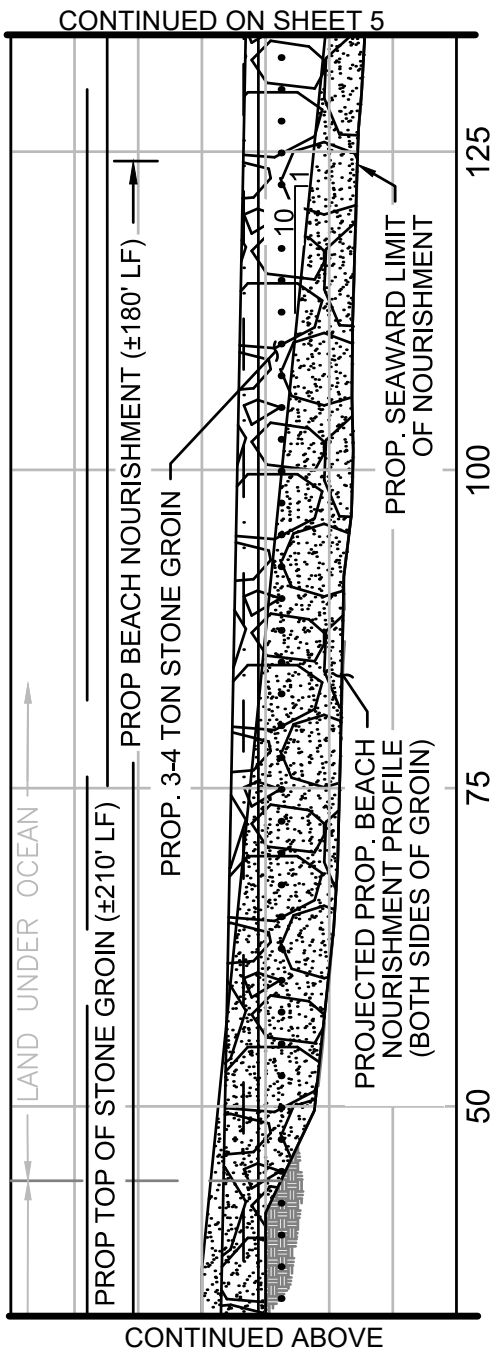 CONTINUED ON SHEET 5
LAND UNDER OCEAN
PROP TOP OF STONE GROIN (±210' LF)
PROP BEACH NOURISHMENT (±180' LF)
PROP. 3-4 TON STONE GROIN
10
1
PROJECTED PROP. BEACH
NOURISHMENT PROFILE
(BOTH SIDES OF GROIN)
PROP. SEAWARD LIMIT
OF NOURISHMENT
125
100
75
50
CONTINUED ABOVE